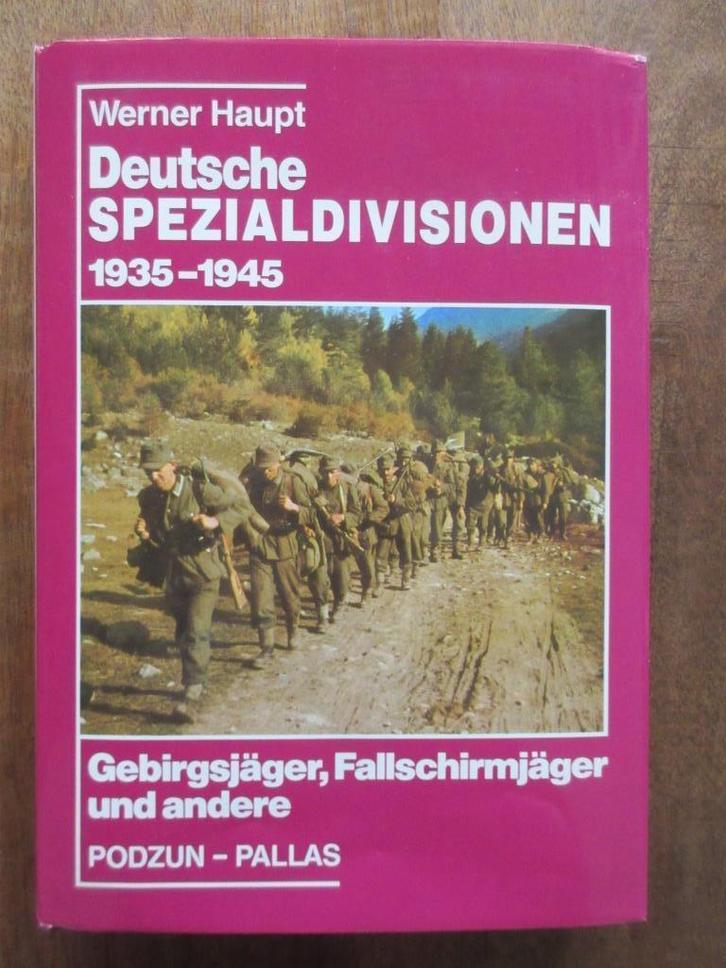 Werner Haupt
Deutsche
SPEZIALDIVISIONEN
1935–1945
Gebirgsjäger, Fallschirmjäger
und andere
PODZUN – PALLAS